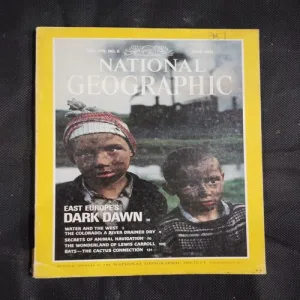 NATIONAL
GEOGRAPHIC
EAST EUROPE'S
DARK DAWN
WATER AND THE WEST
THE COLORADO: A RIVER DRAINED DRY
SECRETS OF ANIMAL NAVIGATION
THE WONDERLAND OF LEWIS CARROLL
BATS—THE CACTUS CONNECTION